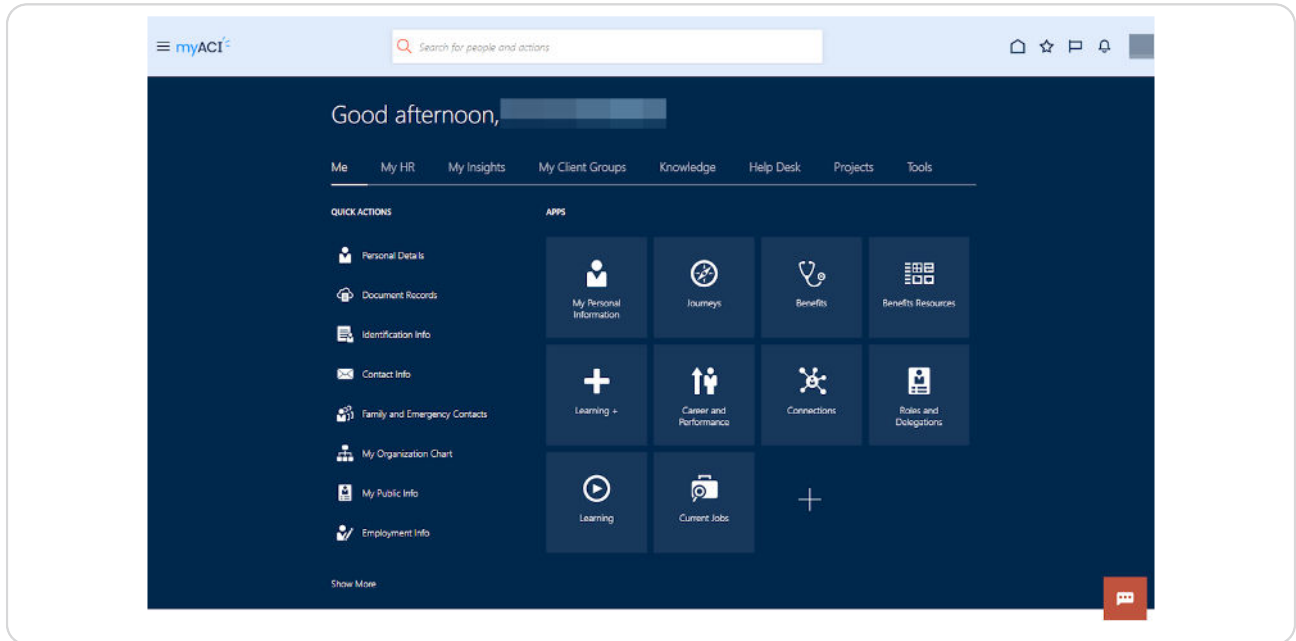 myACI
Search for people and actions
Good afternoon,
Me My HR My Insights My Client Groups Knowledge Help Desk Projects Tools
QUICK ACTIONS
Personal Details
Document Records
Identification Info
Contact Info
Family and Emergency Contacts
My Organization Chart
My Public Info
Employment Info
Show More
APPS
My Personal
Information
Journeys
Benefits
Benefits Resources
Learning +
Career and
Performance
Connections
Roles and
Delegations
Learning
Current Jobs